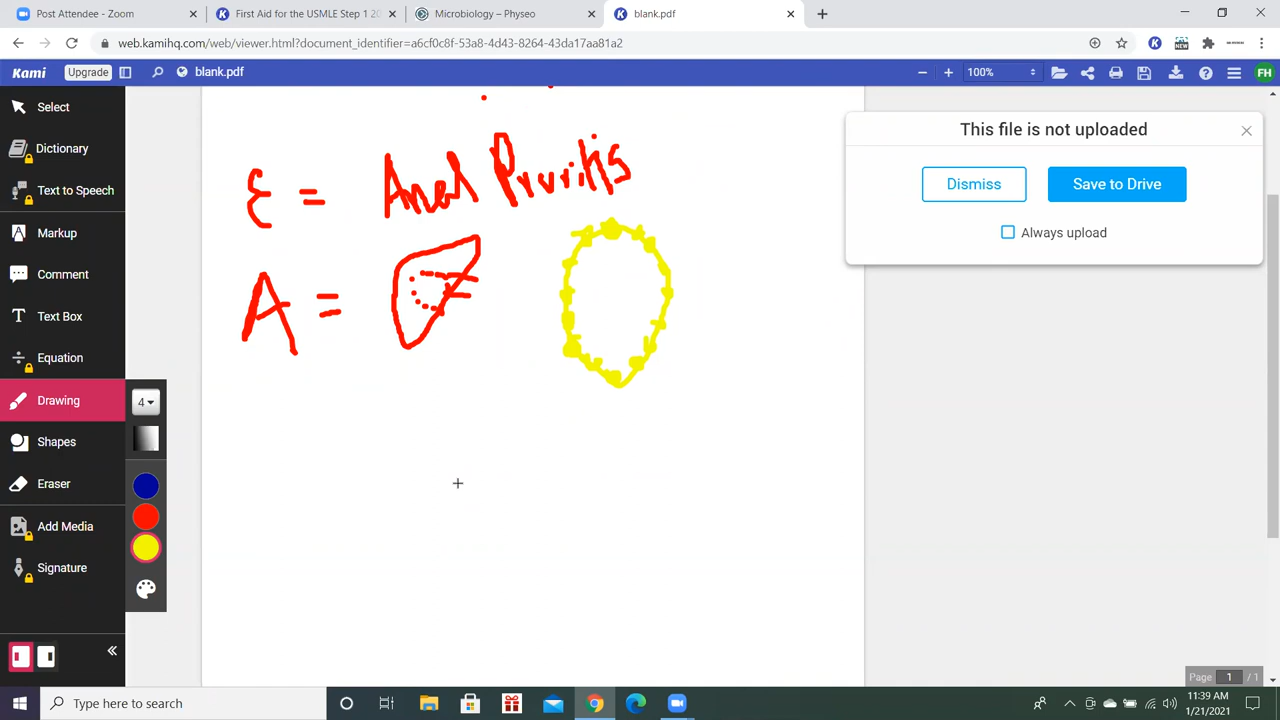 Post Attendee - Zoom
First Aid for the USMLE Step 1 20
Microbiology – Physeo
blank.pdf
web.kamihq.com/web/viewer.html?document_identifier=a6cf0c8f-53a8-4d43-8264-43da17aa81a2
NEW
Kami
Upgrade
blank.pdf
100%
FH
Select
Dictionary
Text to Speech
Markup
Comment
Text Box
Equation
Drawing
Shapes
Eraser
Add Media
Signature
4
This file is not uploaded
Dismiss
Save to Drive
Always upload
E = Anal Pruritis
A =
Page 1 / 1
Type here to search
11:39 AM
1/21/2021